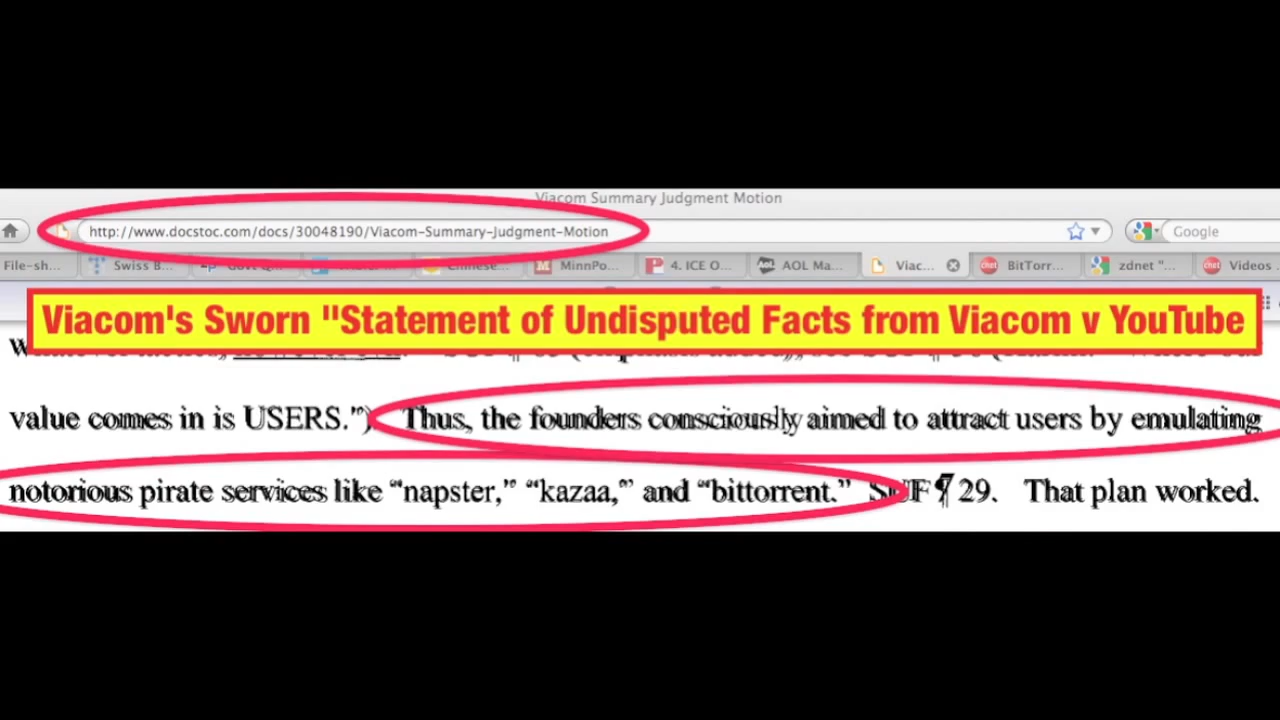 Viacom Summary Judgment Motion
http://www.docstoc.com/docs/30048190/Viacom-Summary-Judgment-Motion
Google
File-sh... Swiss B... MinnPo... 4. ICE O... AOL Ma... Viac... BitTorr... zdnet "... Videos
Viacom's Sworn "Statement of Undisputed Facts from Viacom v YouTube
value comes in is USERS.") Thus, the founders consciously aimed to attract users by emulating
notorious pirate services like “napster,” “kazaa,” and “bittorrent.” SUF ¶ 29. That plan worked.